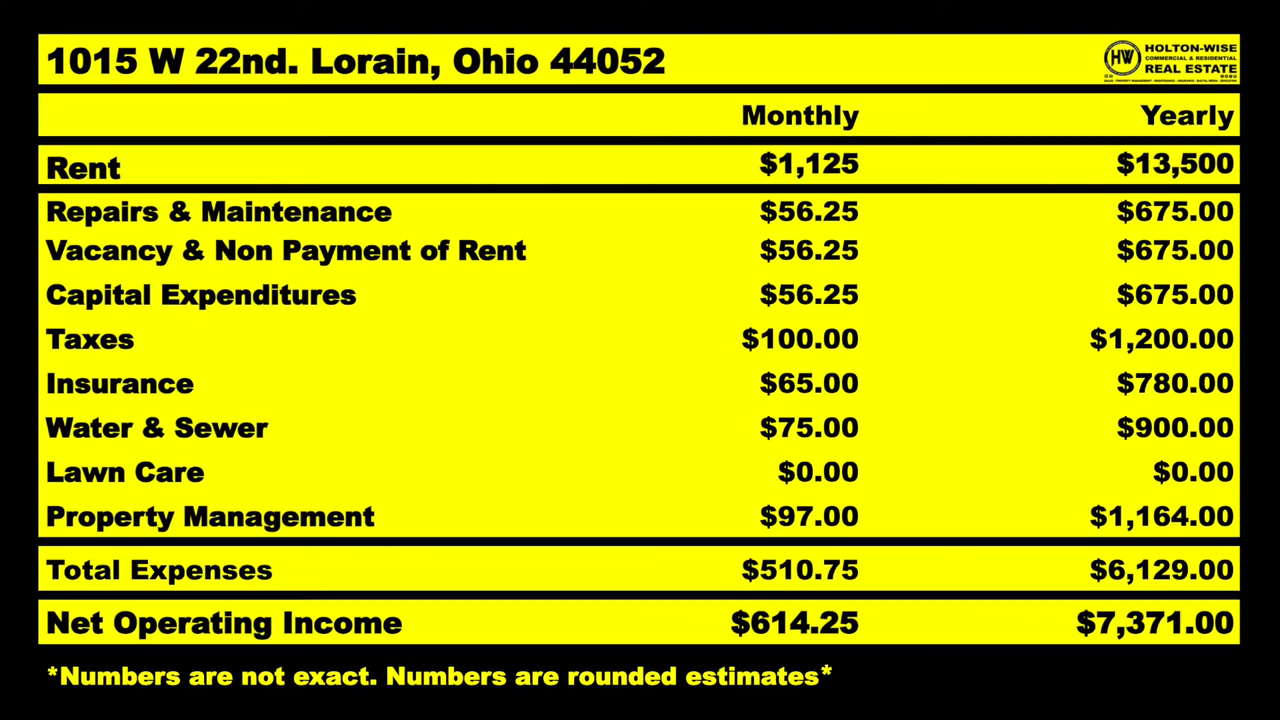 1015 W 22nd. Lorain, Ohio 44052
HW
HOLTON-WISE
COMMERCIAL & RESIDENTIAL
REAL ESTATE
Monthly Yearly
Rent $1,125 $13,500
Repairs & Maintenance $56.25 $675.00
Vacancy & Non Payment of Rent $56.25 $675.00
Capital Expenditures $56.25 $675.00
Taxes $100.00 $1,200.00
Insurance $65.00 $780.00
Water & Sewer $75.00 $900.00
Lawn Care $0.00 $0.00
Property Management $97.00 $1,164.00
Total Expenses $510.75 $6,129.00
Net Operating Income $614.25 $7,371.00
*Numbers are not exact. Numbers are rounded estimates*